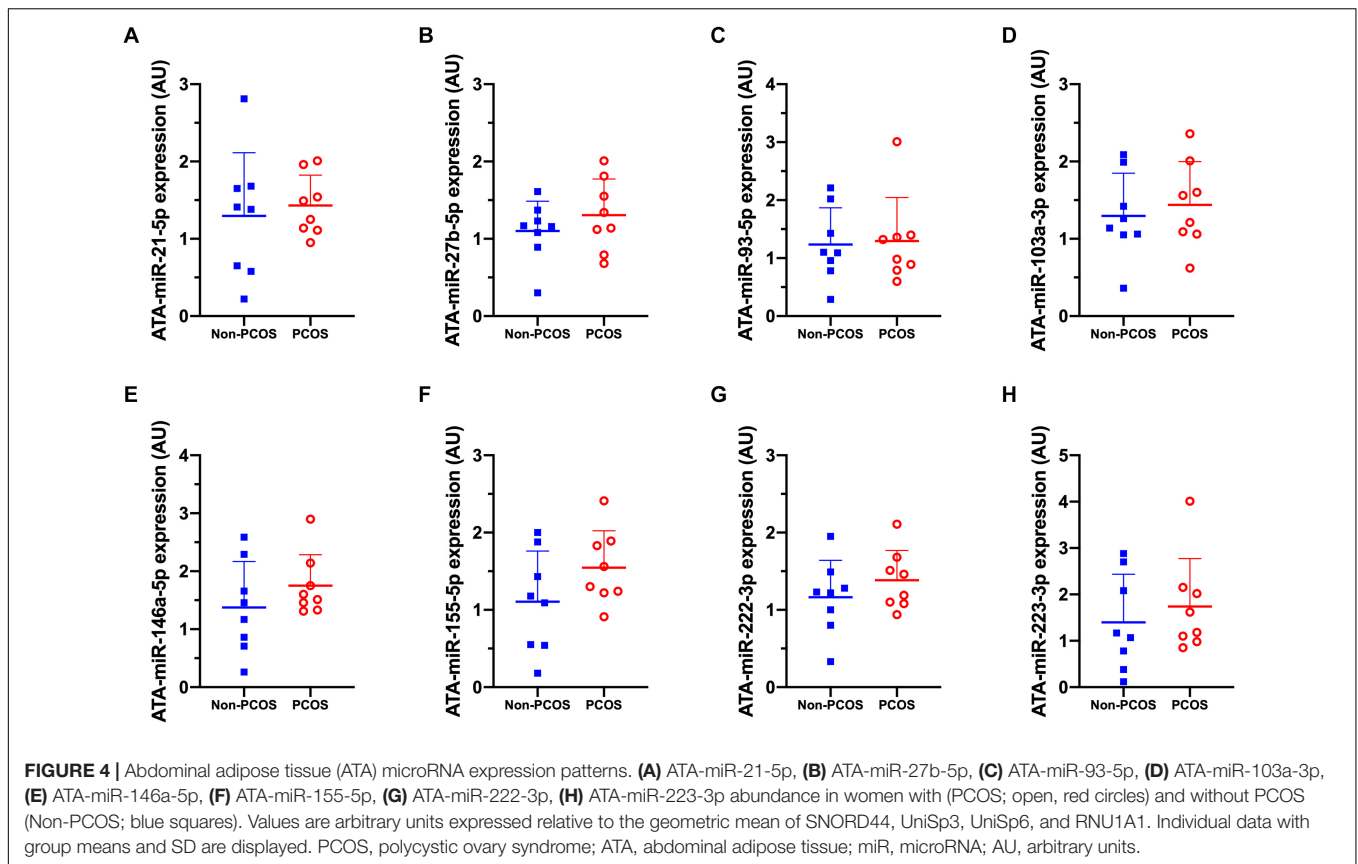 A
ATA-miR-21-5p expression (AU)
3
2
1
0
Non-PCOS PCOS
B
ATA-miR-27b-5p expression (AU)
3
2
1
0
Non-PCOS PCOS
C
ATA-miR-93-5p expression (AU)
4
3
2
1
0
Non-PCOS PCOS
D
ATA-miR-103a-3p expression (AU)
3
2
1
0
Non-PCOS PCOS
E
ATA-miR-146a-5p expression (AU)
4
3
2
1
0
Non-PCOS PCOS
F
ATA-miR-155-5p expression (AU)
3
2
1
0
Non-PCOS PCOS
G
ATA-miR-222-3p expression (AU)
3
2
1
0
Non-PCOS PCOS
H
ATA-miR-223-3p expression (AU)
5
4
3
2
1
0
Non-PCOS PCOS
FIGURE 4 | Abdominal adipose tissue (ATA) microRNA expression patterns. (A) ATA-miR-21-5p, (B) ATA-miR-27b-5p, (C) ATA-miR-93-5p, (D) ATA-miR-103a-3p,
(E) ATA-miR-146a-5p, (F) ATA-miR-155-5p, (G) ATA-miR-222-3p, (H) ATA-miR-223-3p abundance in women with (PCOS; open, red circles) and without PCOS
(Non-PCOS; blue squares). Values are arbitrary units expressed relative to the geometric mean of SNORD44, UniSp3, UniSp6, and RNU1A1. Individual data with
group means and SD are displayed. PCOS, polycystic ovary syndrome; ATA, abdominal adipose tissue; miR, microRNA; AU, arbitrary units.